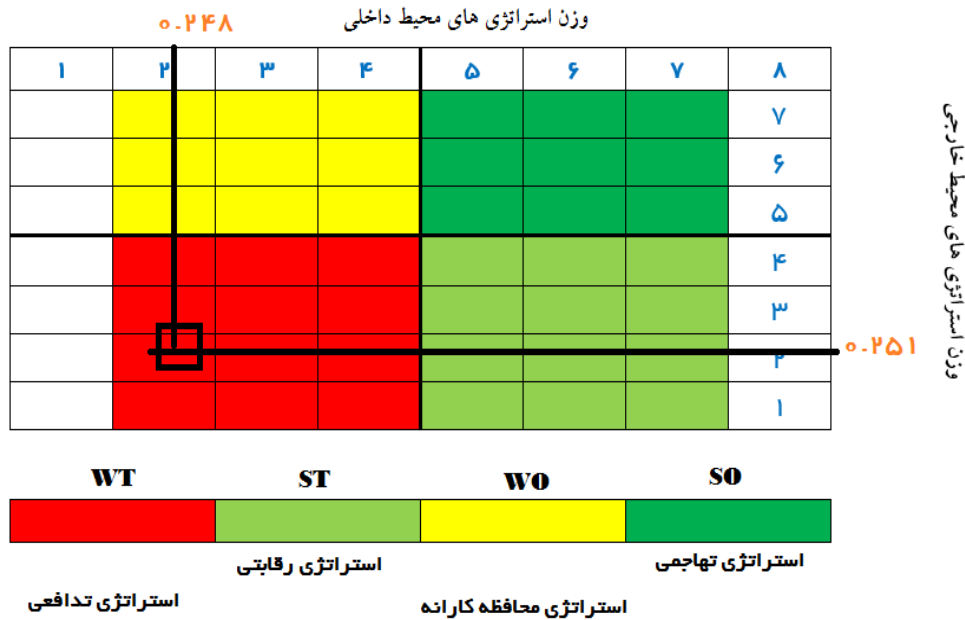 وزن استراتژی های محیط داخلی
۰.۲۴۸
۱ ۲ ۳ ۴ ۵ ۶ ۷ ۸
۷
۶
۵
۴
۳
۲
۱
۰.۲۵۱
وزن استراتژی های محیط خارجی
WT ST WO SO
استراتژی تهاجمی
استراتژی رقابتی
استراتژی محافظه کارانه
استراتژی تدافعی